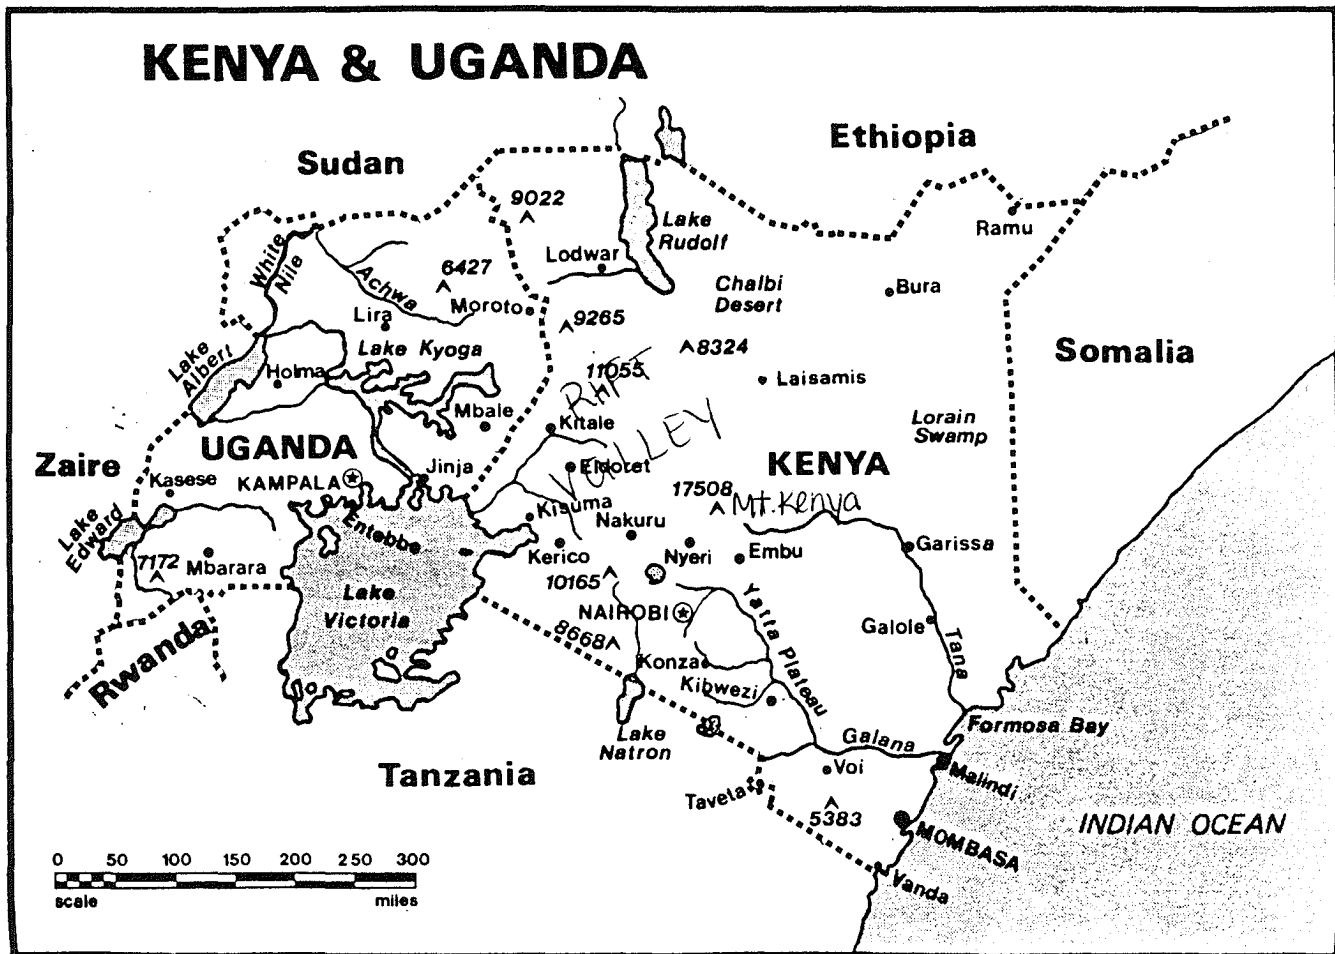 KENYA & UGANDA
Ethiopia
Sudan
9022
Lake
Rudolf
Ramu
White
Nile
Lodwar
6427
Achwa
Chalbi
Desert
Bura
Moroto
Lira
9265
Lake
Albert
Lake Kyoga
8324
Somalia
Holma
11055
RIFT
VALLEY
Laisamis
Mbale
Kitale
Lorain
Swamp
UGANDA
Zaire
Jinja
Eldoret
KENYA
Kasese
KAMPALA
17508
Mt. Kenya
Kisuma
Entebbe
Nakuru
Lake
Edward
Kerico
Nyeri
Embu
Garissa
7172
Mbarara
10165
Lake
Victoria
NAIROBI
Yatta Plateau
Galole
Tana
8668
Rwanda
Konza
Kibwezi
Formosa Bay
Lake
Natron
Galana
Tanzania
Voi
Malindi
Taveta
5383
MOMBASA
INDIAN OCEAN
Vanda
0 50 100 150 200 250 300
scale miles